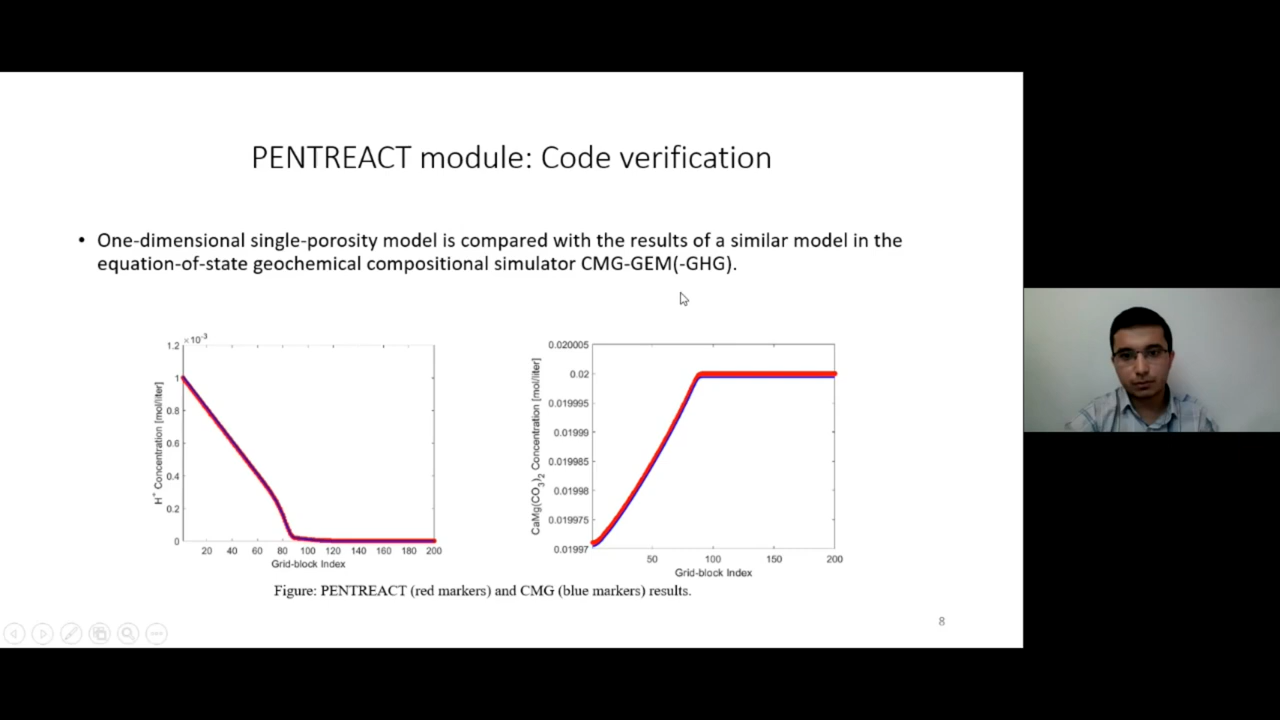 PENTREACT module: Code verification
• One-dimensional single-porosity model is compared with the results of a similar model in the
equation-of-state geochemical compositional simulator CMG-GEM(-GHG).
×10⁻³
1.2
1
0.8
0.6
0.4
0.2
0
H⁺ Concentration [mol/liter]
20 40 60 80 100 120 140 160 180 200
Grid-block Index
0.020005
0.02
0.019995
0.01999
0.019985
0.01998
0.019975
0.01997
CaMg(CO₃)₂ Concentration [mol/liter]
50 100 150 200
Grid-block Index
Figure: PENTREACT (red markers) and CMG (blue markers) results.
8